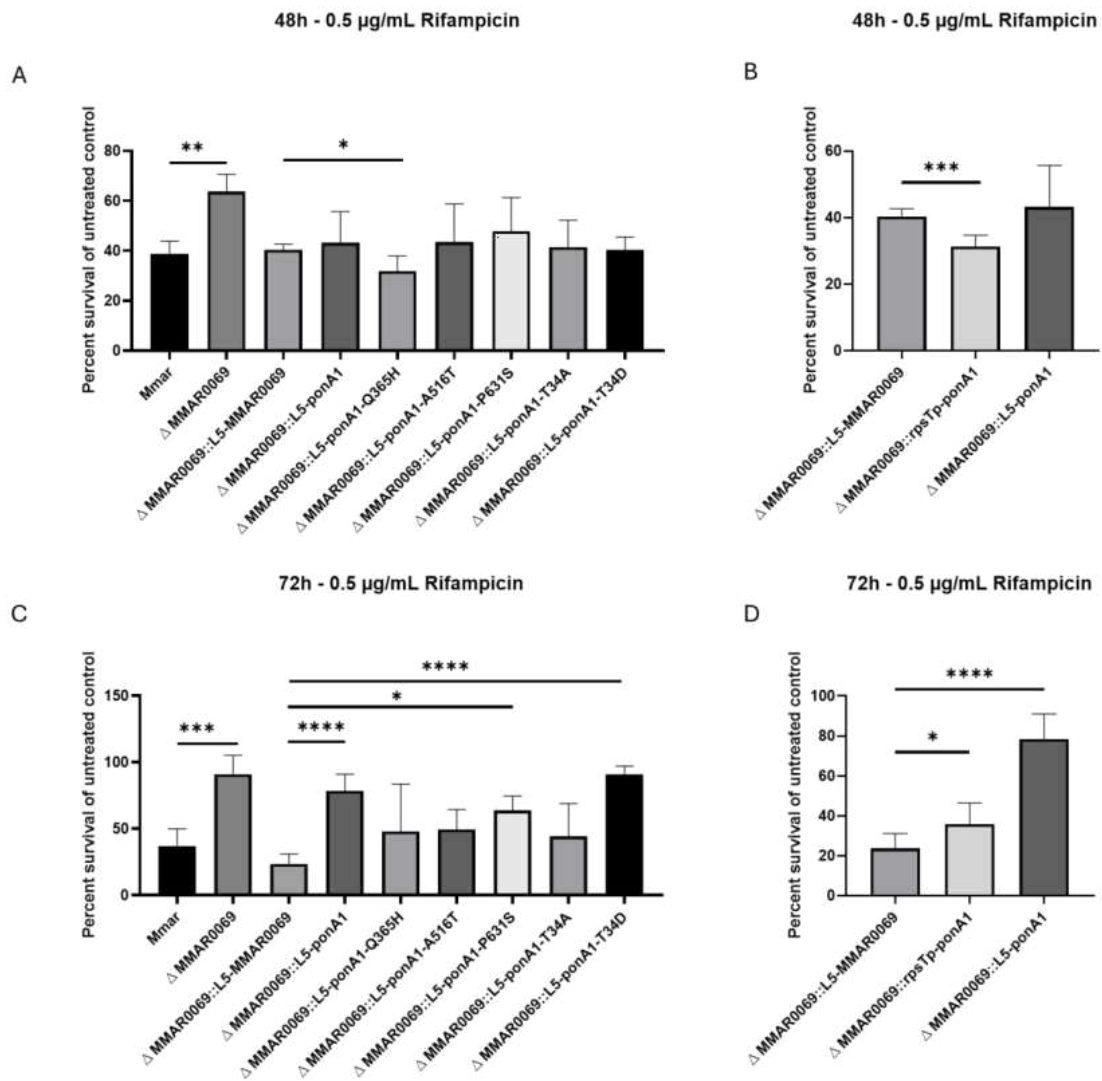 48h - 0.5 µg/mL Rifampicin
A
Percent survival of untreated control
80
60
40
20
0
**
*
Mmar
△ MMAR0069
△ MMAR0069::L5-MMAR0069
△ MMAR0069::L5-ponA1
△ MMAR0069::L5-ponA1-Q365H
△ MMAR0069::L5-ponA1-A516T
△ MMAR0069::L5-ponA1-P631S
△ MMAR0069::L5-ponA1-T34A
△ MMAR0069::L5-ponA1-T34D
48h - 0.5 µg/mL Rifampicin
B
Percent survival of untreated control
60
40
20
0
***
△ MMAR0069::L5-MMAR0069
△ MMAR0069::rpsTp-ponA1
△ MMAR0069::L5-ponA1
72h - 0.5 µg/mL Rifampicin
C
Percent survival of untreated control
150
100
50
0
****
*
***
****
Mmar
△ MMAR0069
△ MMAR0069::L5-MMAR0069
△ MMAR0069::L5-ponA1
△ MMAR0069::L5-ponA1-Q365H
△ MMAR0069::L5-ponA1-A516T
△ MMAR0069::L5-ponA1-P631S
△ MMAR0069::L5-ponA1-T34A
△ MMAR0069::L5-ponA1-T34D
72h - 0.5 µg/mL Rifampicin
D
Percent survival of untreated control
100
80
60
40
20
0
****
*
△ MMAR0069::L5-MMAR0069
△ MMAR0069::rpsTp-ponA1
△ MMAR0069::L5-ponA1